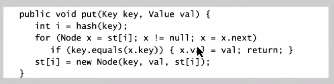 public void put(Key key, Value val) {
int i = hash(key);
for (Node x = st[i]; x != null; x = x.next)
if (key.equals(x.key)) { x.val = val; return; }
st[i] = new Node(key, val, st[i]);
}